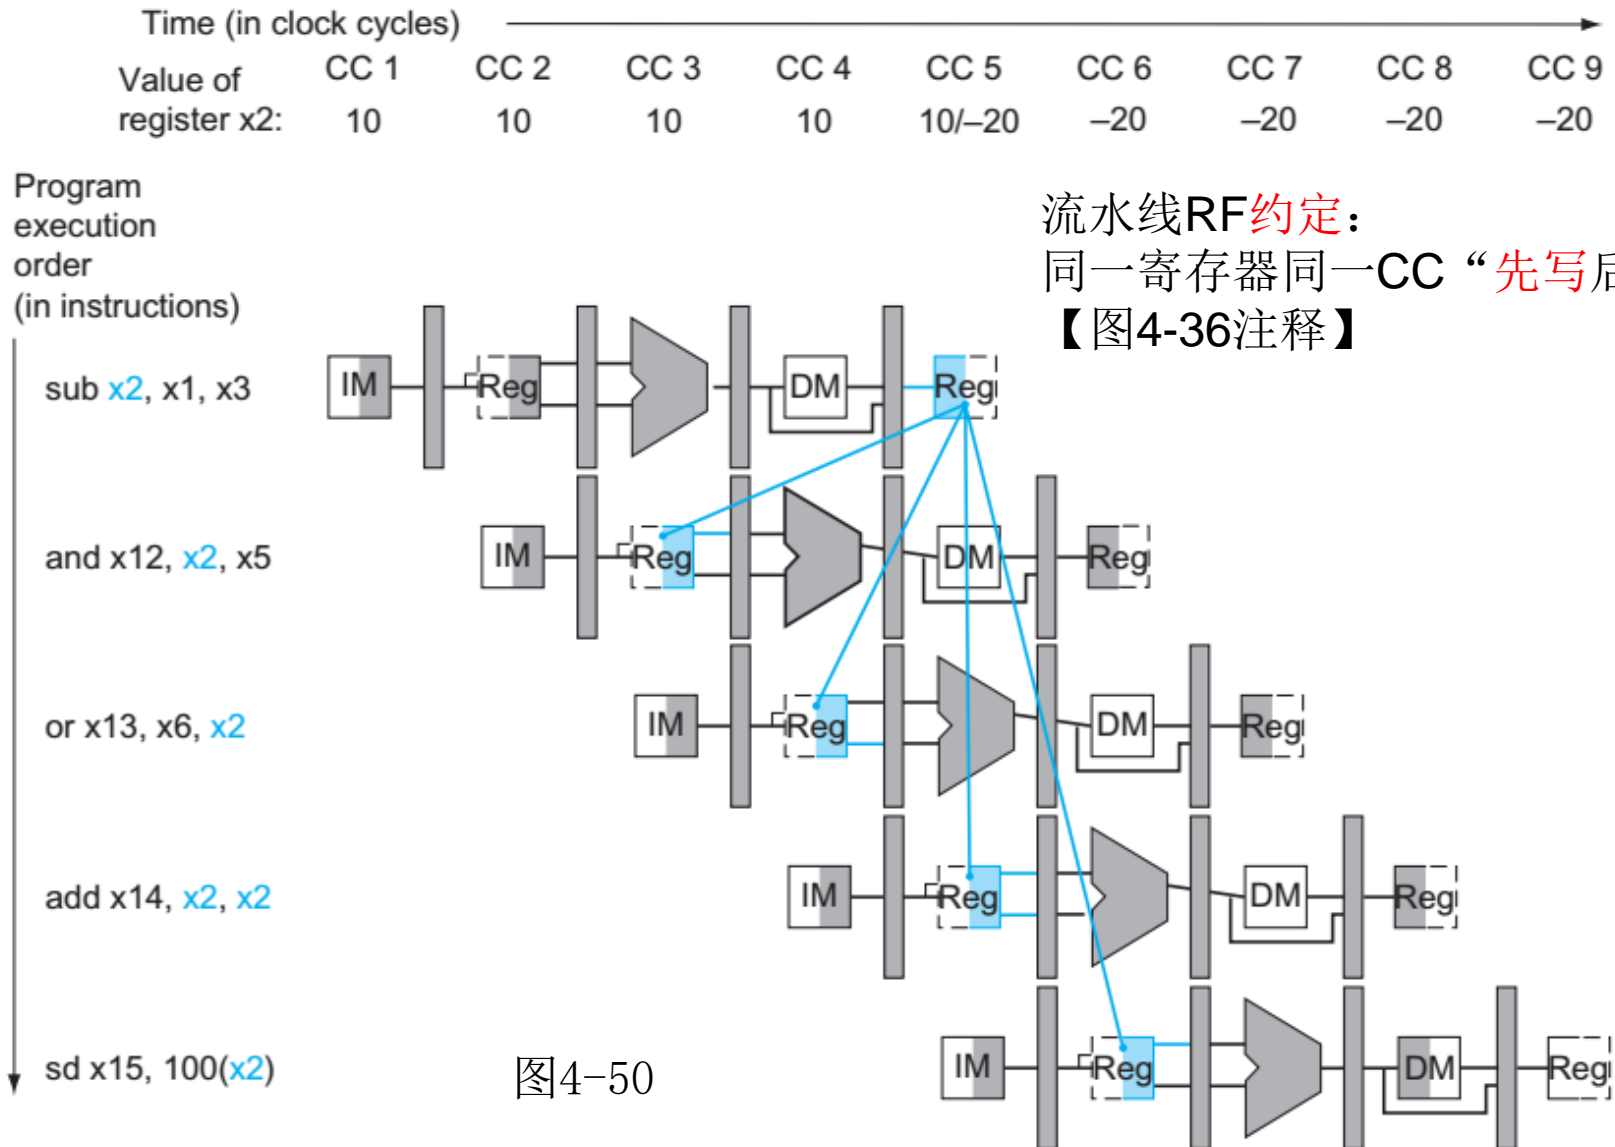 Time (in clock cycles)
Value of register x2:
CC 1 CC 2 CC 3 CC 4 CC 5 CC 6 CC 7 CC 8 CC 9
10 10 10 10 10/–20 –20 –20 –20 –20
Program
execution
order
(in instructions)
流水线RF约定：
同一寄存器同一CC“先写后
【图4-36注释】
sub x2, x1, x3
IM Reg DM Reg
and x12, x2, x5
IM Reg DM Reg
or x13, x6, x2
IM Reg DM Reg
add x14, x2, x2
IM Reg DM Reg
sd x15, 100(x2)
IM Reg DM Reg
图4-50